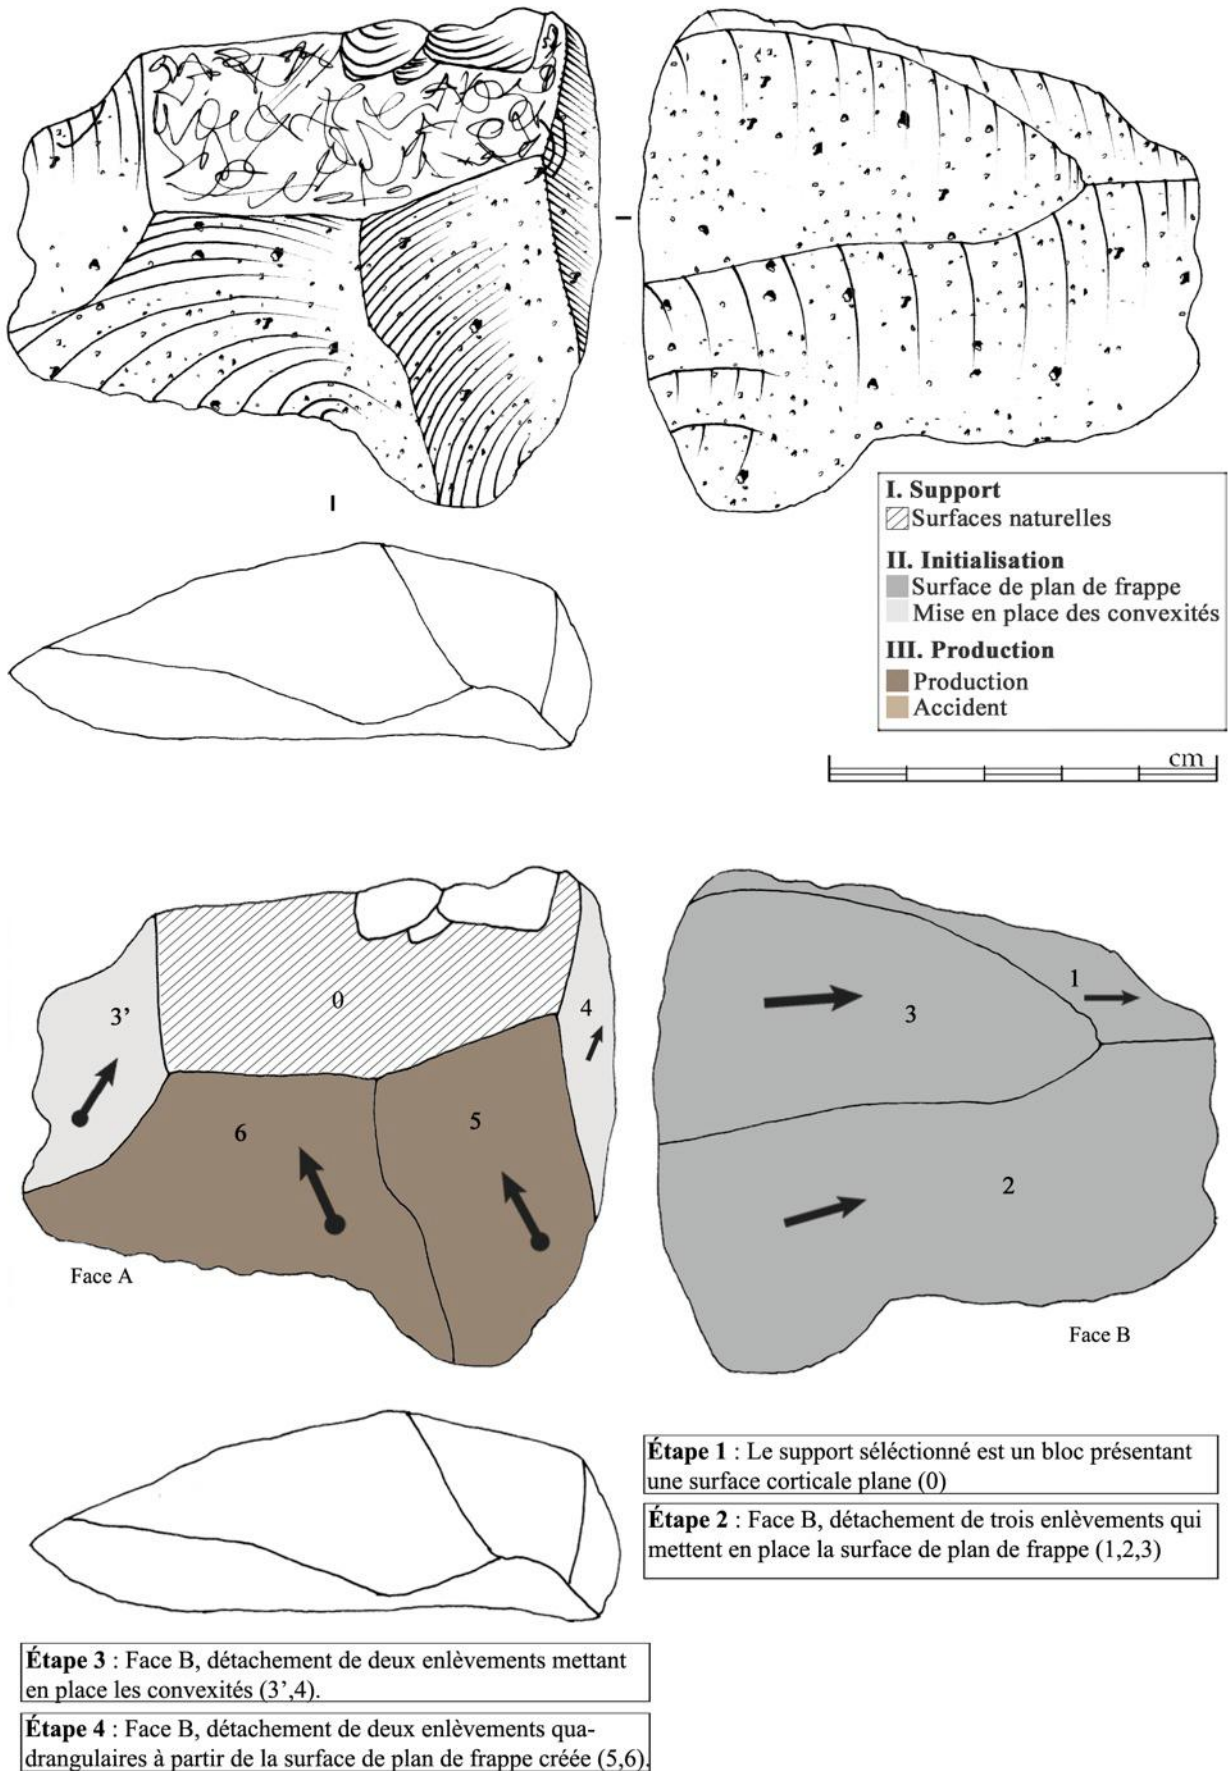 I. Support
Surfaces naturelles
II. Initialisation
Surface de plan de frappe
Mise en place des convexités
III. Production
Production
Accident
cm
3’
0
4
6
5
Face A
1
3
2
Face B
Étape 1 : Le support séléctionné est un bloc présentant
une surface corticale plane (0)
Étape 2 : Face B, détachement de trois enlèvements qui
mettent en place la surface de plan de frappe (1,2,3)
Étape 3 : Face B, détachement de deux enlèvements mettant
en place les convexités (3’,4).
Étape 4 : Face B, détachement de deux enlèvements qua-
drangulaires à partir de la surface de plan de frappe créée (5,6).